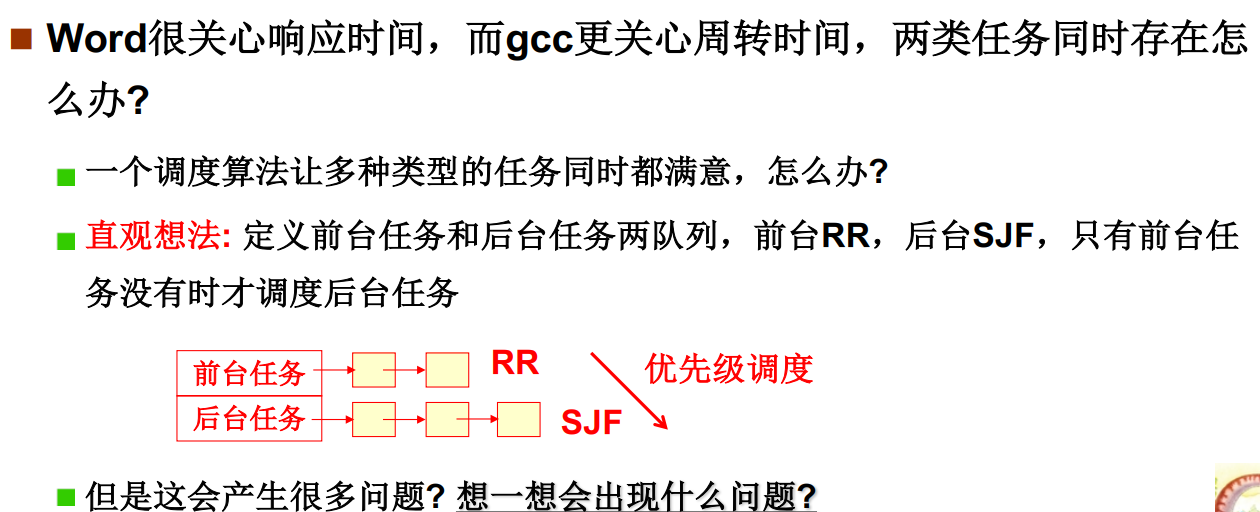 Word很关心响应时间，而gcc更关心周转时间，两类任务同时存在怎
么办?
一个调度算法让多种类型的任务同时都满意，怎么办?
直观想法: 定义前台任务和后台任务两队列，前台RR，后台SJF，只有前台任
务没有时才调度后台任务
前台任务 RR 优先级调度
后台任务 SJF
但是这会产生很多问题? 想一想会出现什么问题?